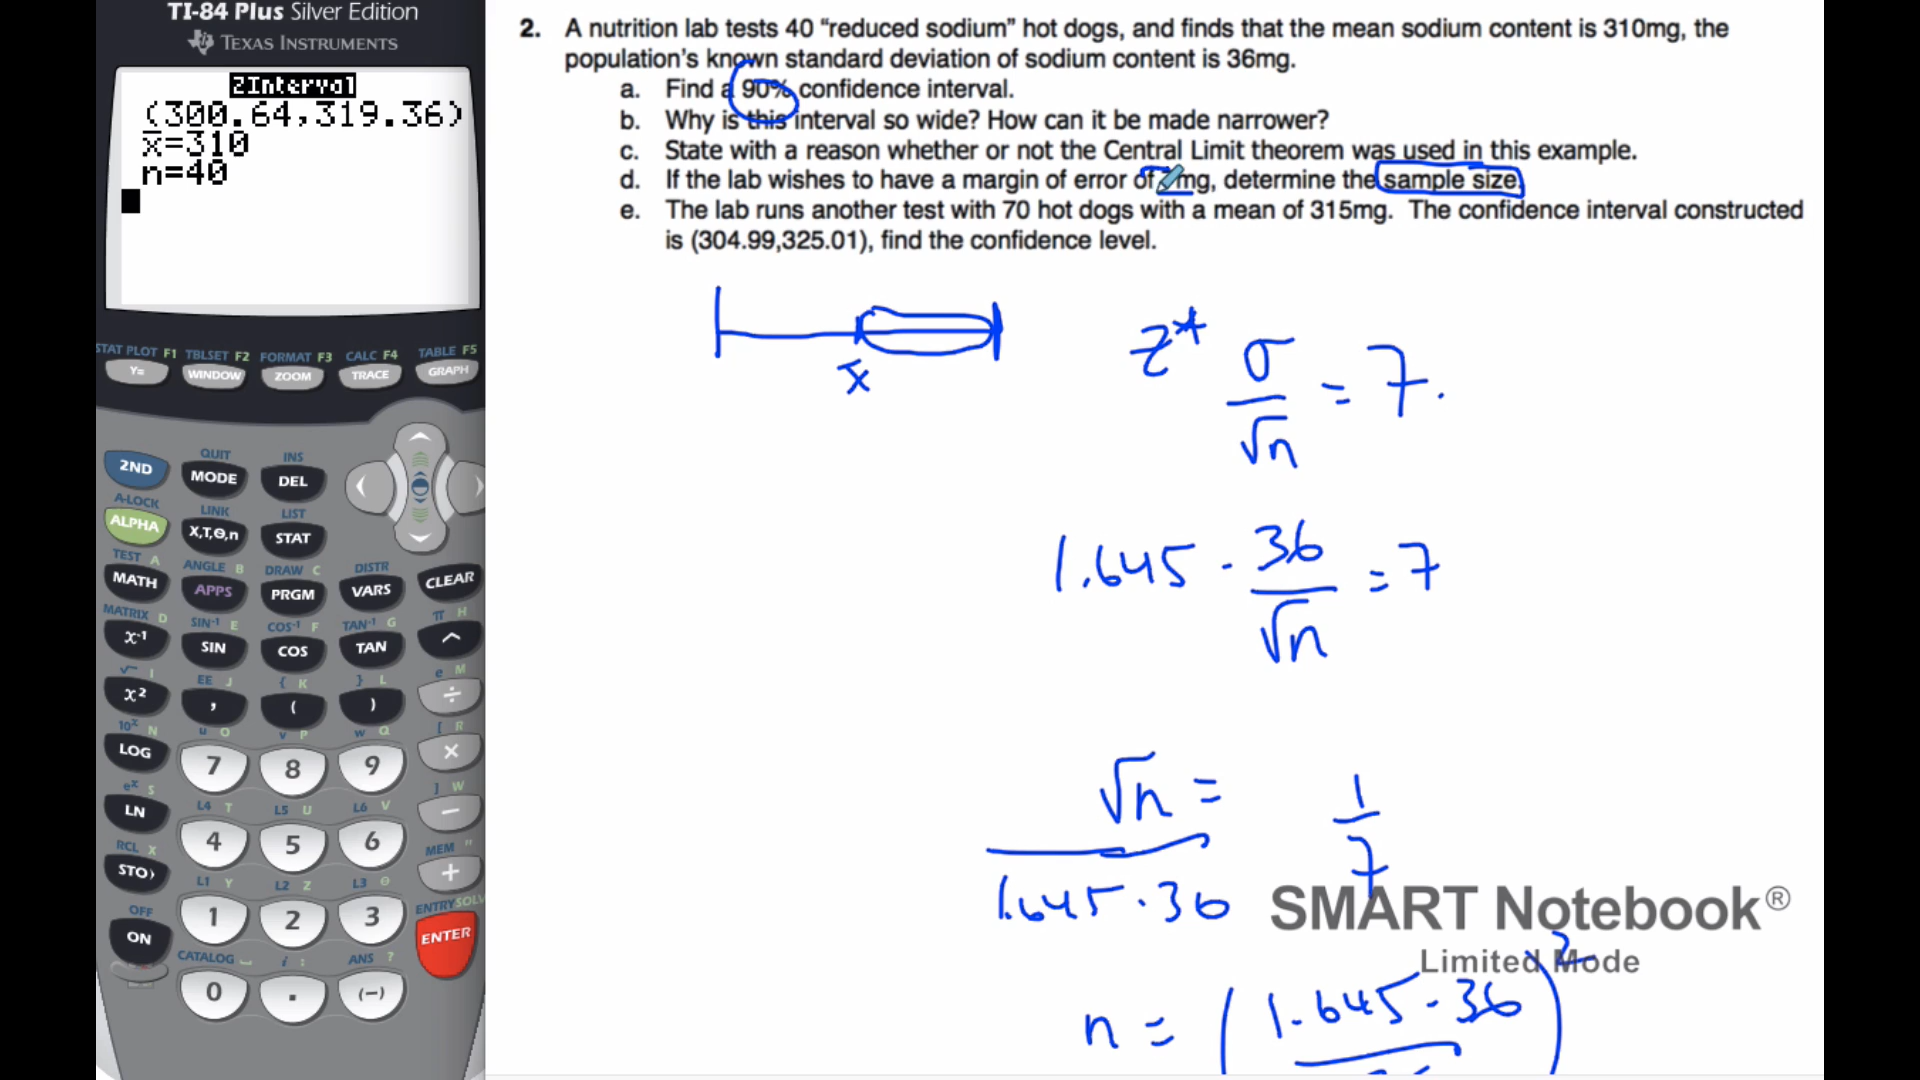 TI-84 Plus Silver Edition
TEXAS INSTRUMENTS
ZInterval
(300.64,319.36)
x̄=310
n=40
STAT PLOT F1 TBLSET F2 FORMAT F3 CALC F4 TABLE F5
Y= WINDOW ZOOM TRACE GRAPH
QUIT INS
2ND MODE DEL
A-LOCK LINK LIST
ALPHA X,T,Θ,n STAT
TEST A ANGLE B DRAW C DISTR
MATH APPS PRGM VARS CLEAR
MATRIX D SIN-1 E COS-1 F TAN-1 G π H
x-1 SIN COS TAN ^
√ I EE J { K } L e M
x2 , ( ) ÷
10x N u O v P w Q [ R
LOG 7 8 9 ×
ex S L4 T L5 U L6 V ] W
LN 4 5 6 −
RCL X L1 Y L2 Z L3 Θ MEM "
STO› 1 2 3 +
OFF CATALOG i : ANS ? ENTRY SOLV
ON 0 . (−) ENTER
2. A nutrition lab tests 40 “reduced sodium” hot dogs, and finds that the mean sodium content is 310mg, the
population’s known standard deviation of sodium content is 36mg.
a. Find a 90% confidence interval.
b. Why is this interval so wide? How can it be made narrower?
c. State with a reason whether or not the Central Limit theorem was used in this example.
d. If the lab wishes to have a margin of error of mg, determine the sample size.
e. The lab runs another test with 70 hot dogs with a mean of 315mg. The confidence interval constructed
is (304.99,325.01), find the confidence level.
x̄
z* σ/√n = 7.
1.645 · 36/√n = 7
√n = 1/7
1.645 · 36
SMART Notebook®
Limited Mode
n = (1.645 · 36)2